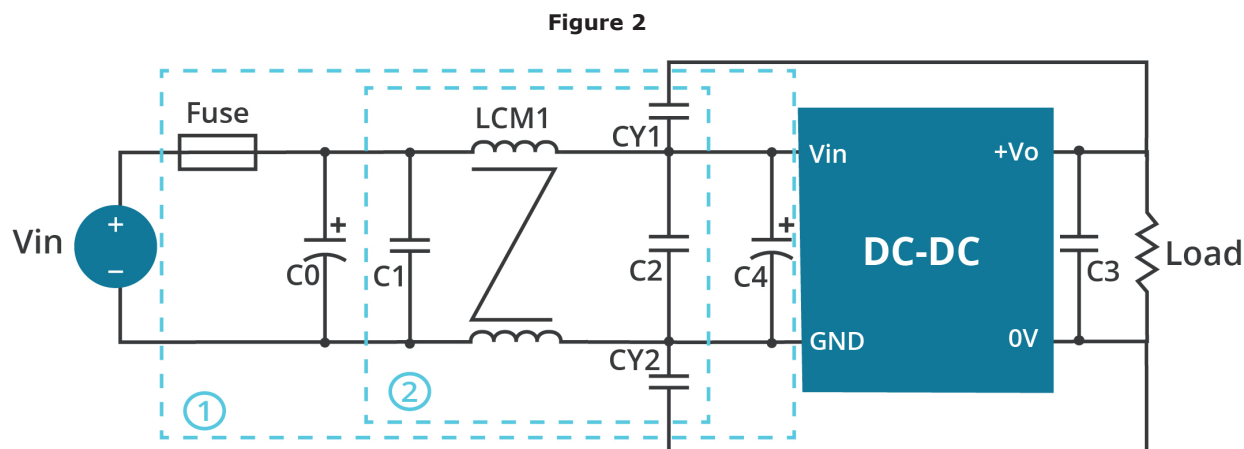 Figure 2
Fuse
LCM1
CY1
Vin
+Vo
+
+
+
Vin
−
C0
C1
C2
C4
DC-DC
C3
Load
GND
0V
CY2
1
2